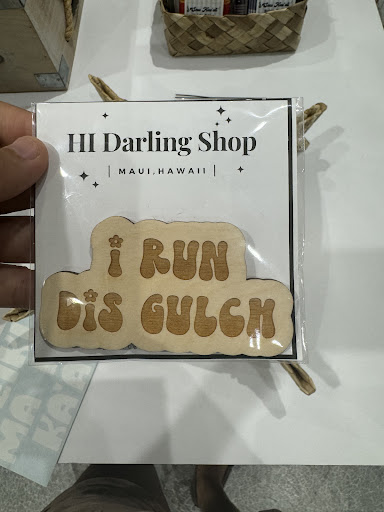 HI Darling Shop
| MAUI, HAWAII |
i RUN
DiS GULCH